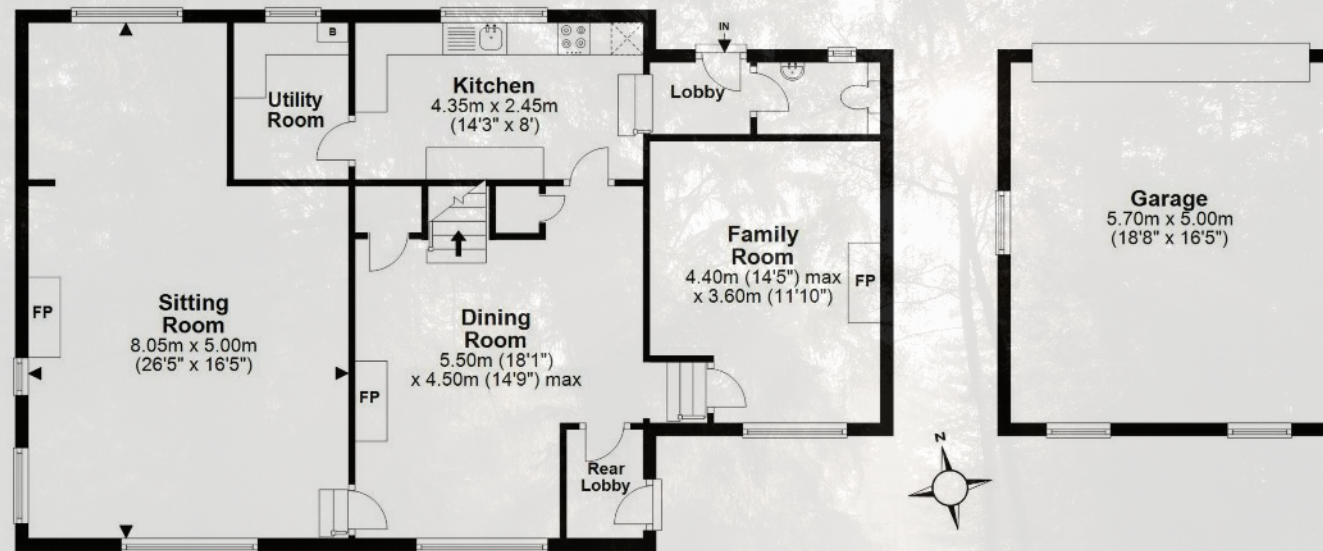 B
Utility
Room
Kitchen
4.35m x 2.45m
(14'3" x 8')
IN
Lobby
Garage
5.70m x 5.00m
(18'8" x 16'5")
Family
Room
4.40m (14'5") max
x 3.60m (11'10")
FP
FP
Sitting
Room
8.05m x 5.00m
(26'5" x 16'5")
Dining
Room
5.50m (18'1")
x 4.50m (14'9") max
FP
Rear
Lobby
N